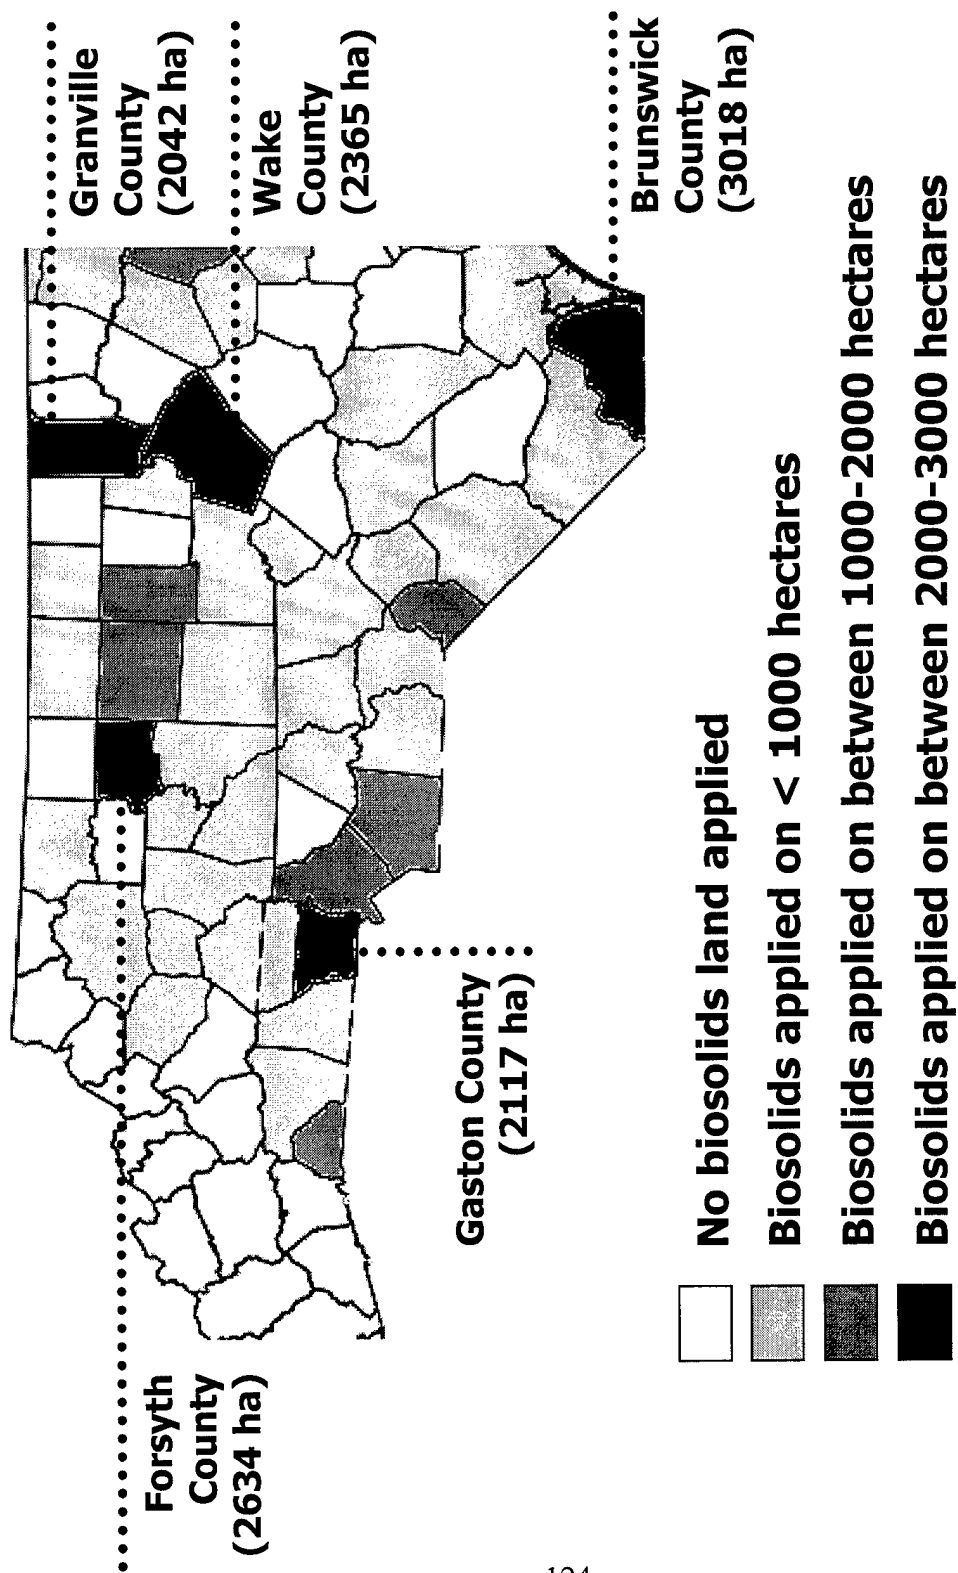 Granville
County
(2042 ha)
Wake
County
(2365 ha)
Brunswick
County
(3018 ha)
Gaston County
(2117 ha)
Forsyth
County
(2634 ha)
No biosolids land applied
Biosolids applied on < 1000 hectares
Biosolids applied on between 1000-2000 hectares
Biosolids applied on between 2000-3000 hectares